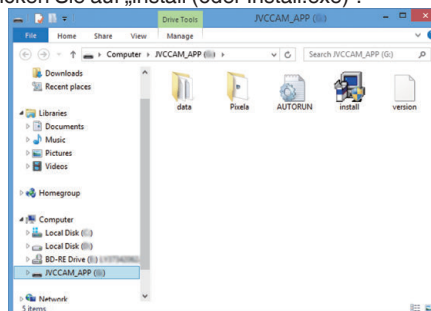 cken Sie auf „install (oder install.exe)“.
Drive Tools
JVCCAM_APP
File Home Share View Manage
Computer JVCCAM_APP
Search JVCCAM_APP (G:)
Downloads
Recent places
Libraries
Documents
Music
Pictures
Videos
Homegroup
Computer
Local Disk
Local Disk
BD-RE Drive
JVCCAM_APP
Network
data Pixela AUTORUN install version
5 items